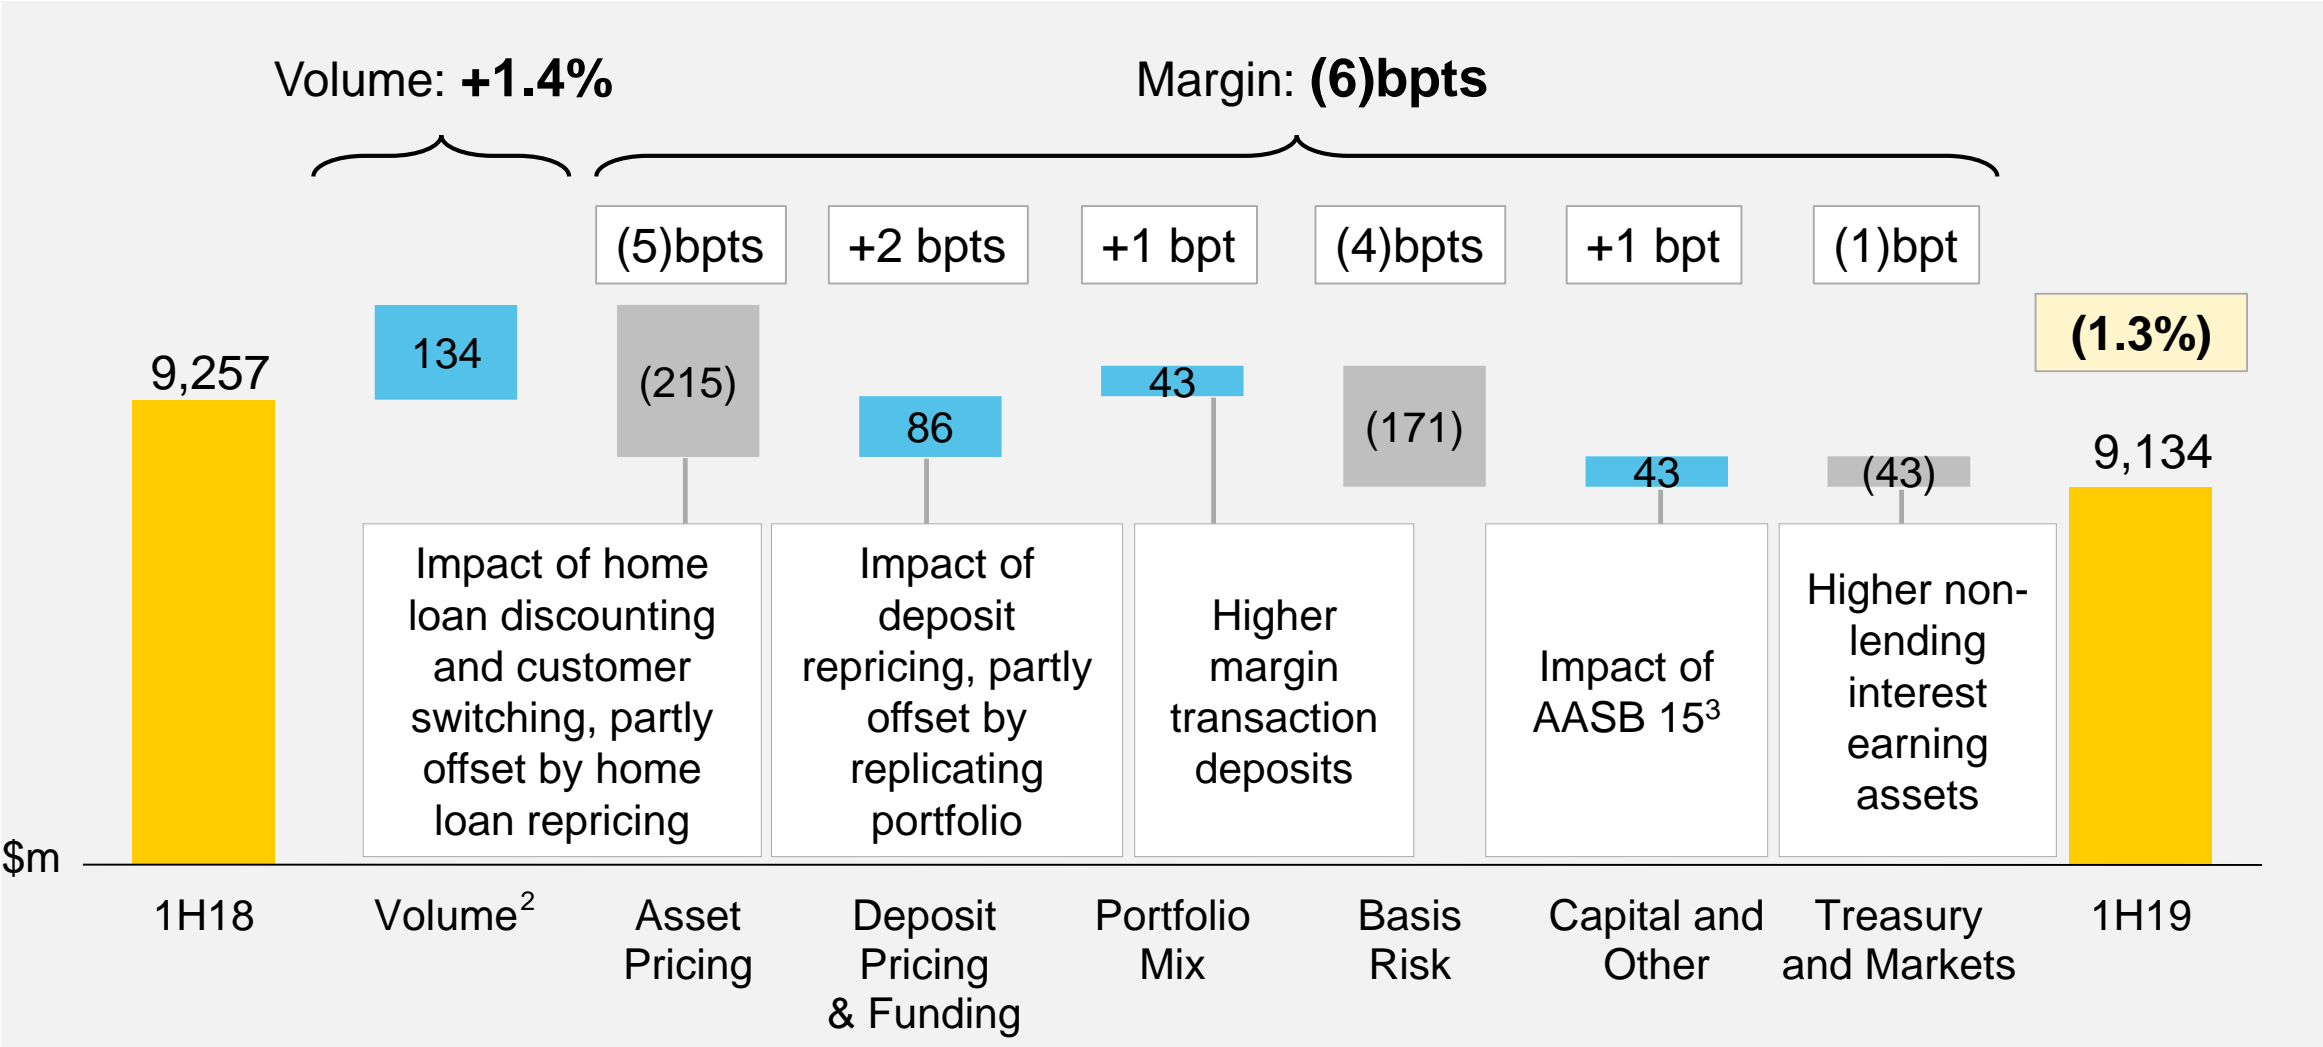 Volume: +1.4%
Margin: (6)bpts
(5)bpts
+2 bpts
+1 bpt
(4)bpts
+1 bpt
(1)bpt
9,257
134
(215)
86
43
(171)
43
(43)
(1.3%)
9,134
Impact of home
loan discounting
and customer
switching, partly
offset by home
loan repricing
Impact of
deposit
repricing, partly
offset by
replicating
portfolio
Higher
margin
transaction
deposits
Impact of
AASB 15³
Higher non-
lending
interest
earning
assets
$m
1H18
Volume²
Asset
Pricing
Deposit
Pricing
& Funding
Portfolio
Mix
Basis
Risk
Capital and
Other
Treasury
and Markets
1H19